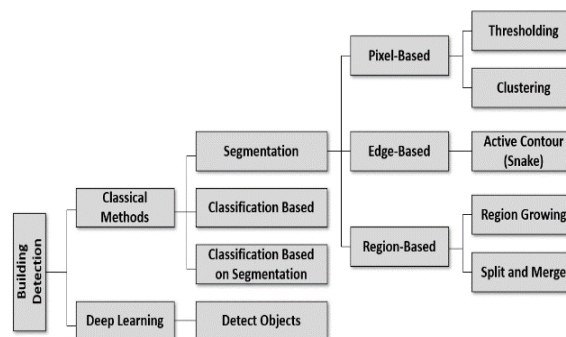 Building
Detection
Classical
Methods
Deep Learning
Segmentation
Classification Based
Classification Based
on Segmentation
Detect Objects
Pixel-Based
Edge-Based
Region-Based
Thresholding
Clustering
Active Contour
(Snake)
Region Growing
Split and Merge